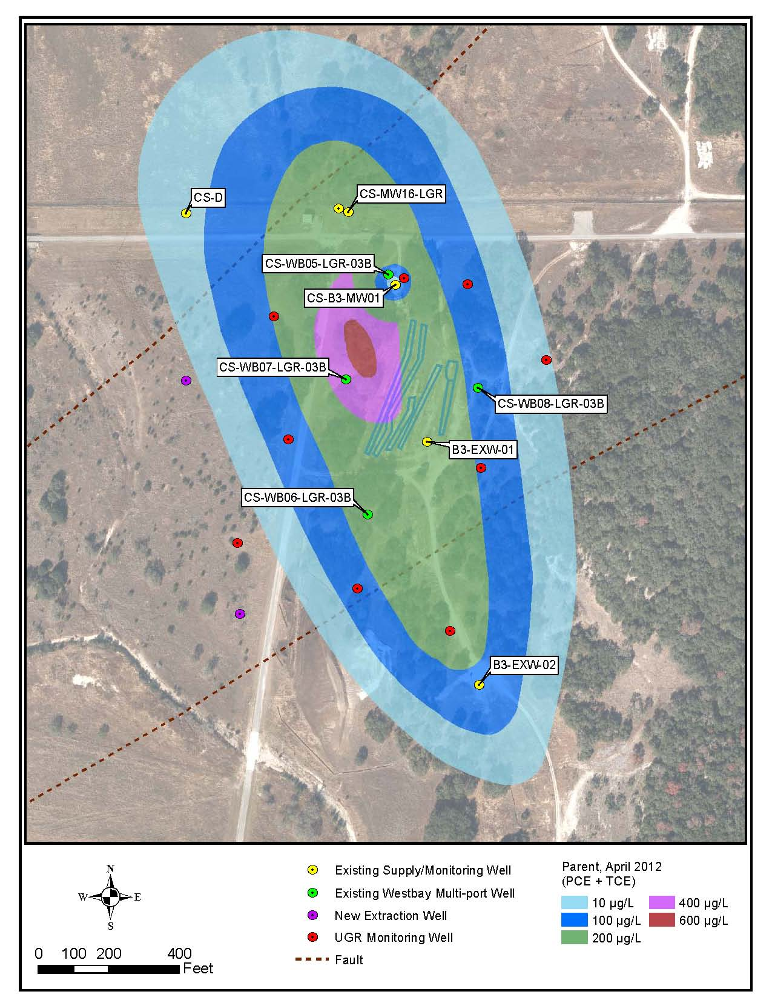 CS-D
CS-MW16-LGR
CS-WB05-LGR-03B
CS-B3-MW01
CS-WB07-LGR-03B
CS-WB08-LGR-03B
B3-EXW-01
CS-WB06-LGR-03B
B3-EXW-02
N
W E
S
0 100 200 400
Feet
Existing Supply/Monitoring Well
Existing Westbay Multi-port Well
New Extraction Well
UGR Monitoring Well
Fault
Parent, April 2012
(PCE + TCE)
10 µg/L 400 µg/L
100 µg/L 600 µg/L
200 µg/L